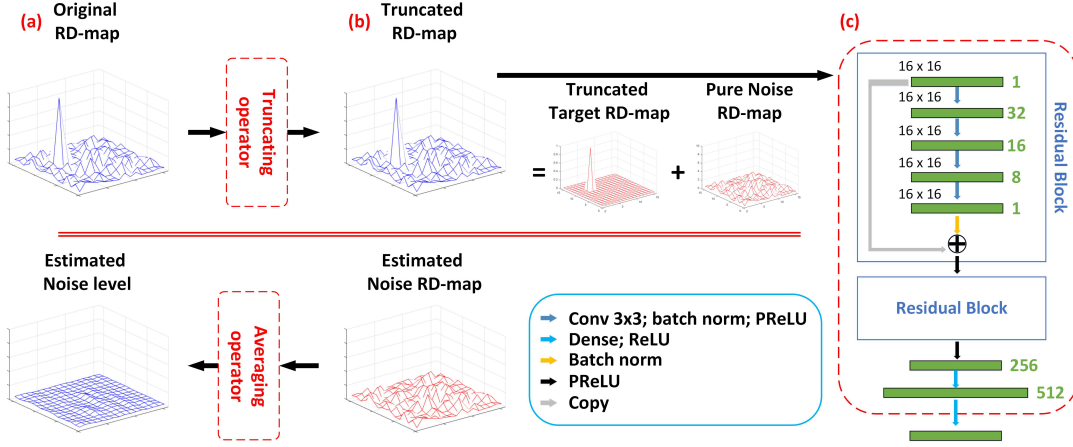 (a)
Original
RD-map
(b)
Truncated
RD-map
(c)
Truncating
operator
Truncated
Target RD-map
Pure Noise
RD-map
=
+
16 x 16
1
16 x 16
32
16 x 16
16
16 x 16
8
16 x 16
1
Residual Block
Residual Block
256
512
Estimated
Noise level
Averaging
operator
Estimated
Noise RD-map
Conv 3x3; batch norm; PReLU
Dense; ReLU
Batch norm
PReLU
Copy